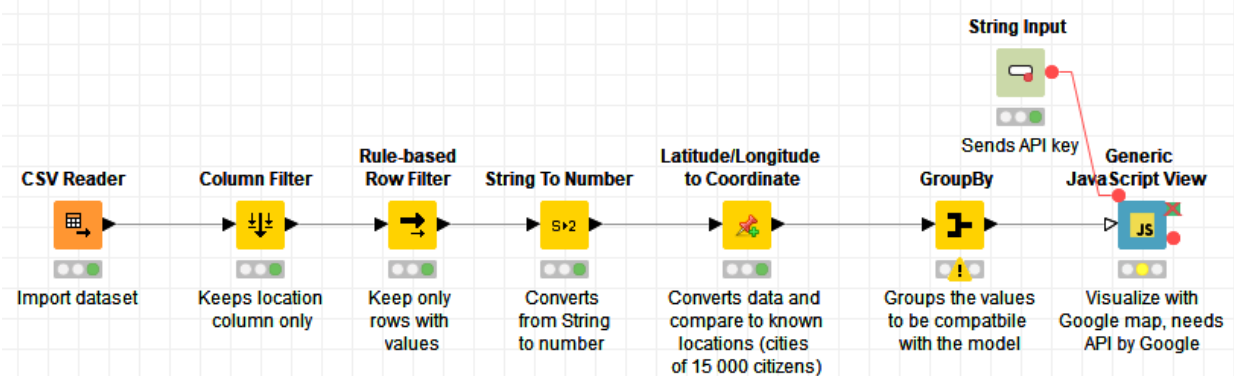 String Input
Sends API key
CSV Reader
Import dataset
Column Filter
Keeps location
column only
Rule-based
Row Filter
Keep only
rows with
values
String To Number
S▸2
Converts
from String
to number
Latitude/Longitude
to Coordinate
Converts data and
compare to known
locations (cities
of 15 000 citizens)
GroupBy
!
Groups the values
to be compatbile
with the model
Generic
JavaScript View
JS
Visualize with
Google map, needs
API by Google